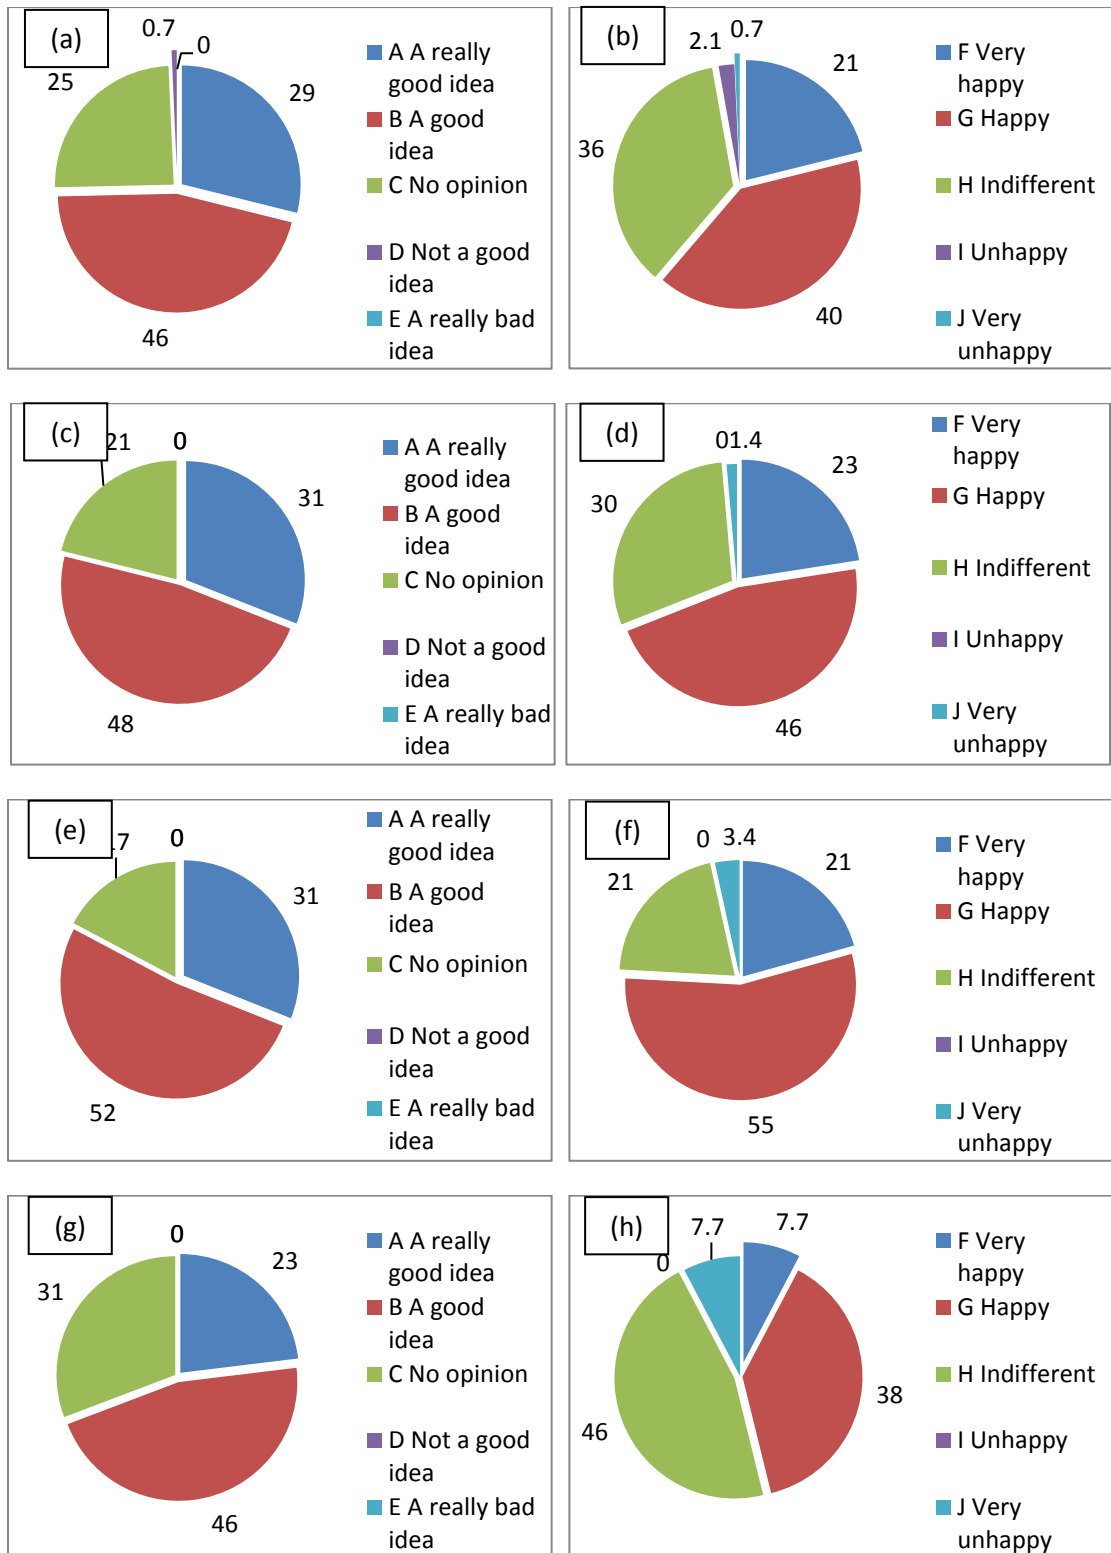 (a)
0.7
0
25
29
46
A A really
good idea
B A good
idea
C No opinion
D Not a good
idea
E A really bad
idea
(b)
2.1
0.7
21
36
40
F Very
happy
G Happy
H Indifferent
I Unhappy
J Very
unhappy
(c)
21
0
31
48
A A really
good idea
B A good
idea
C No opinion
D Not a good
idea
E A really bad
idea
(d)
01.4
23
30
46
F Very
happy
G Happy
H Indifferent
I Unhappy
J Very
unhappy
(e)
7
0
31
52
A A really
good idea
B A good
idea
C No opinion
D Not a good
idea
E A really bad
idea
(f)
0
3.4
21
21
55
F Very
happy
G Happy
H Indifferent
I Unhappy
J Very
unhappy
(g)
0
23
31
46
A A really
good idea
B A good
idea
C No opinion
D Not a good
idea
E A really bad
idea
(h)
0
7.7
7.7
38
46
F Very
happy
G Happy
H Indifferent
I Unhappy
J Very
unhappy